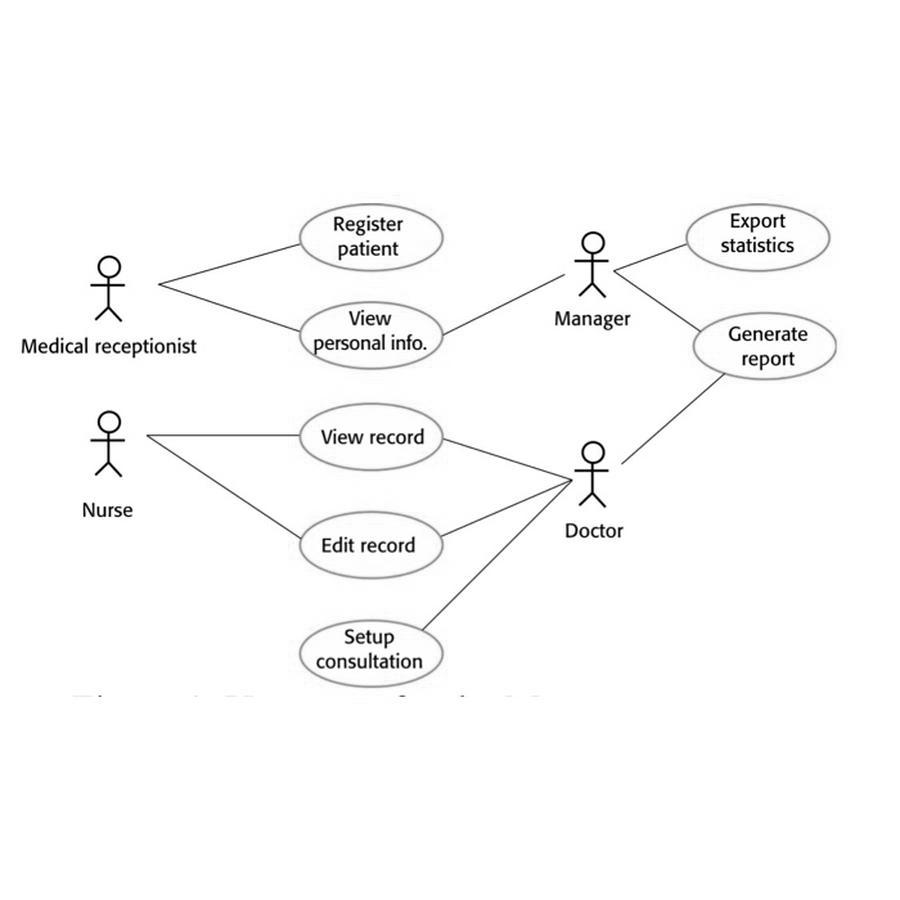 Register
patient
Export
statistics
Medical receptionist
View
personal info.
Manager
Generate
report
View record
Nurse
Edit record
Doctor
Setup
consultation